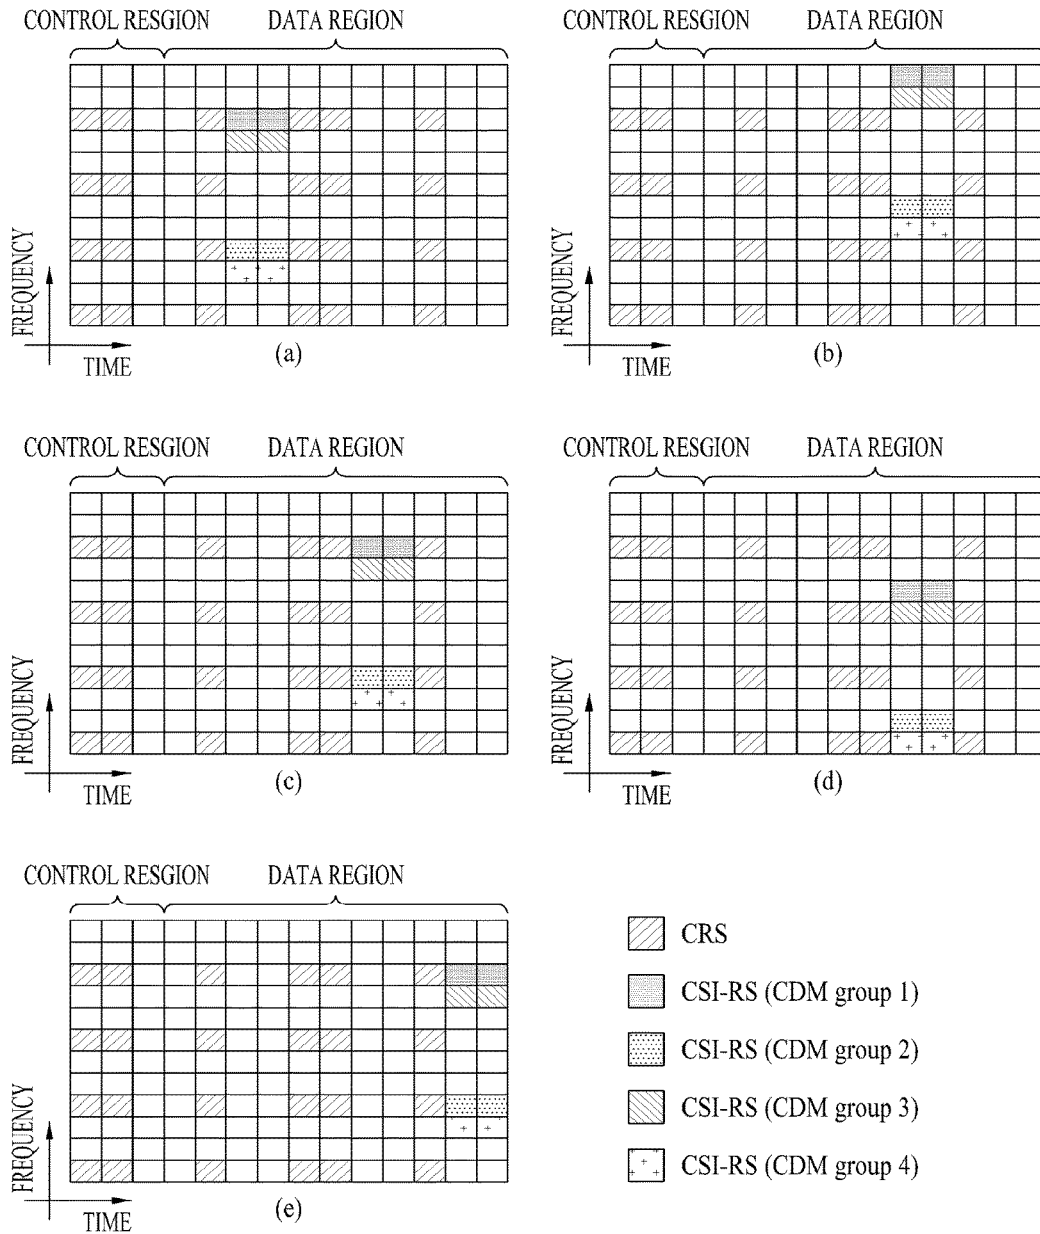 CONTROL RESGION DATA REGION
FREQUENCY
TIME
(a)
CONTROL RESGION DATA REGION
FREQUENCY
TIME
(b)
CONTROL RESGION DATA REGION
FREQUENCY
TIME
(c)
CONTROL RESGION DATA REGION
FREQUENCY
TIME
(d)
CONTROL RESGION DATA REGION
FREQUENCY
TIME
(e)
CRS
CSI-RS (CDM group 1)
CSI-RS (CDM group 2)
CSI-RS (CDM group 3)
CSI-RS (CDM group 4)